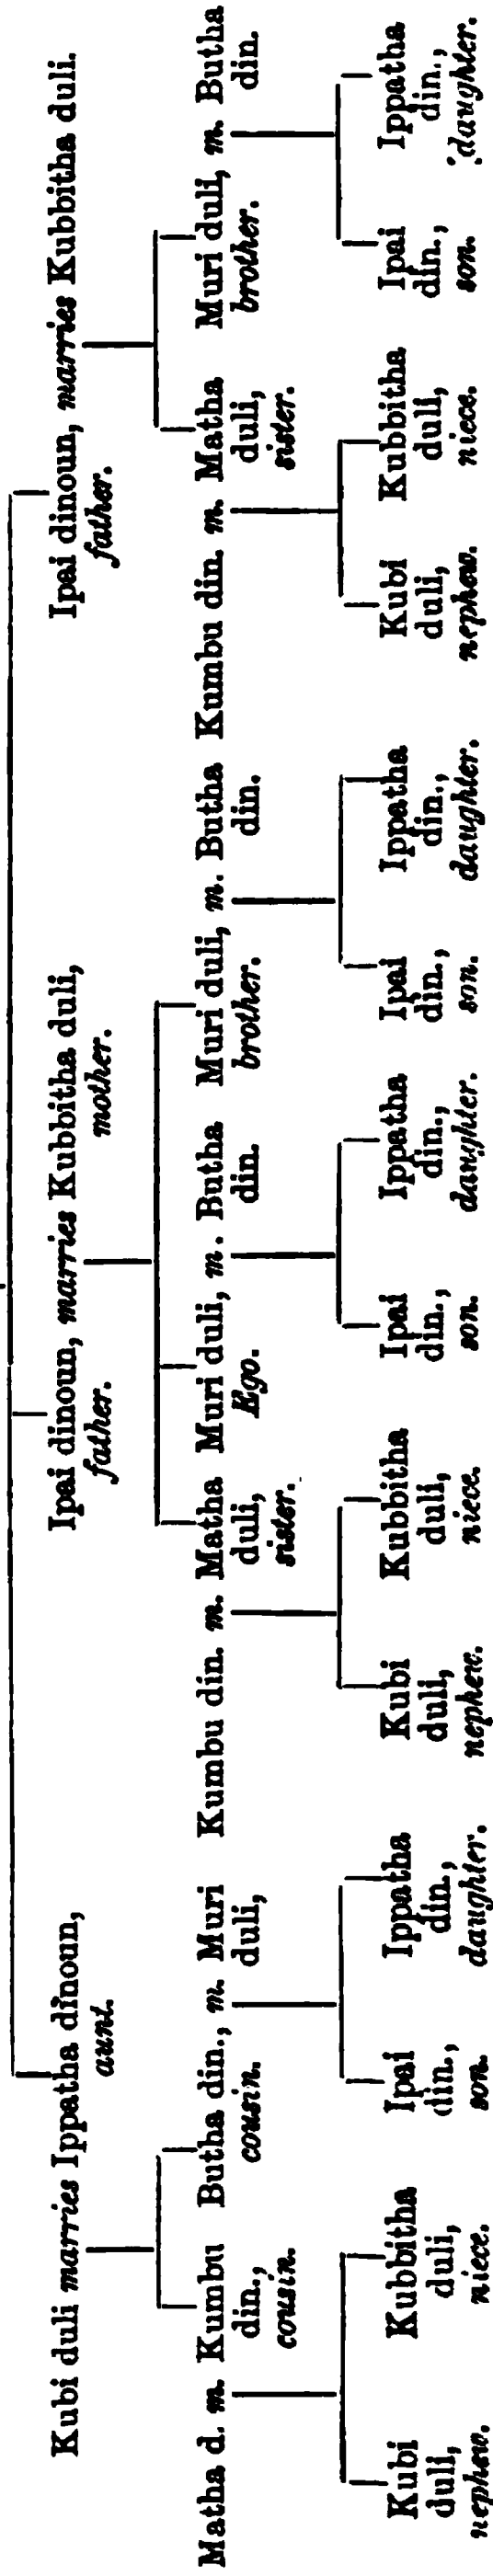 Kubi duli marries Ippatha dinoun, Ipai dinoun, marries Kubbitha duli, Ipai dinoun, marries Kubbitha duli.
aunt. father. mother. father.
Matha d. m. Kumbu Butha din., m. Muri Kumbu din. m. Matha Muri duli, m. Butha Muri duli, m. Butha Kumbu din. m. Matha Muri duli, m. Butha
din., cousin. duli, duli, Ego. din. brother. din. duli, brother. din.
cousin. sister. sister.
Kubi Kubbitha Ipai Ippatha Kubi Kubbitha Ipai Ippatha Ipai Ippatha Kubi Kubbitha Ipai Ippatha
duli, duli, din., din., duli, duli, din., din., din., din., duli, duli, din., din.,
nephew. niece. son. daughter. nephew. niece. son. daughter. son. daughter. nephew. niece. son. daughter.